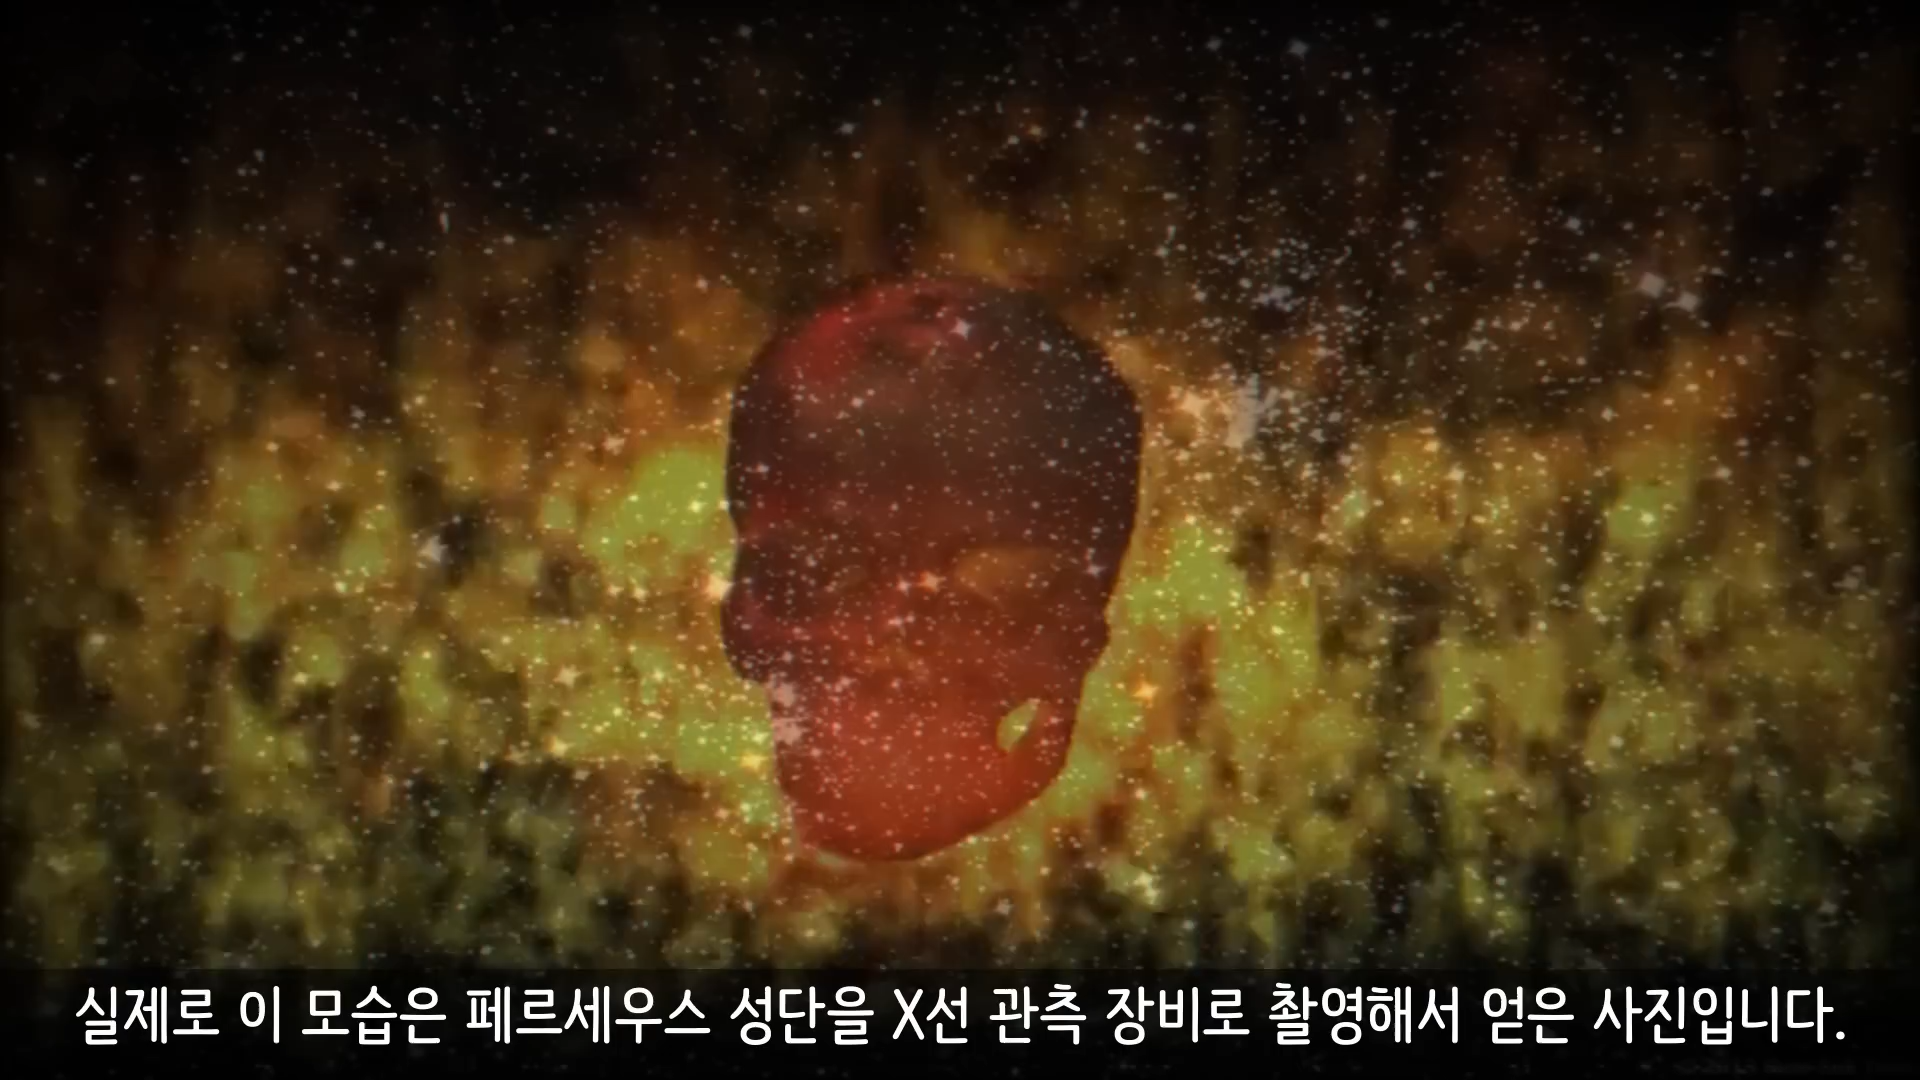 실제로 이 모습은 페르세우스 성단을 X선 관측 장비로 촬영해서 얻은 사진입니다.